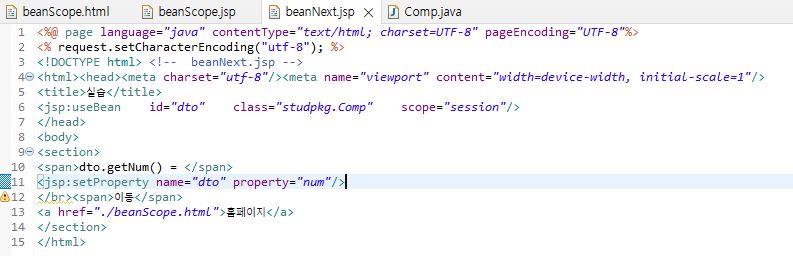 beanScope.html beanScope.jsp beanNext.jsp Comp.java
1 <%@ page language="java" contentType="text/html; charset=UTF-8" pageEncoding="UTF-8"%>
2 <% request.setCharacterEncoding("utf-8"); %>
3 <!DOCTYPE html> <!-- beanNext.jsp -->
4 <html><head><meta charset="utf-8"/><meta name="viewport" content="width=device-width, initial-scale=1"/>
5 <title>실습</title>
6 <jsp:useBean    id="dto"    class="studpkg.Comp"    scope="session"/>
7 </head>
8 <body>
9 <section>
10 <span>dto.getNum() = </span>
11 <jsp:setProperty name="dto" property="num"/>
12 </br><span>이동</span>
13 <a href="./beanScope.html">홈페이지</a>
14 </section>
15 </html>